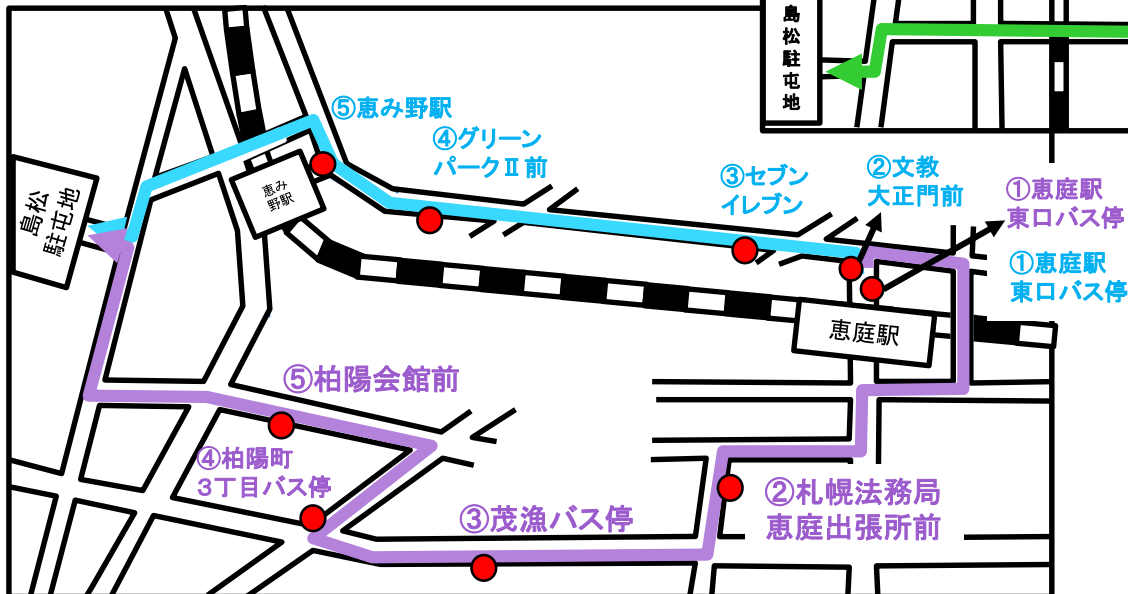 島松駐屯地
⑤恵み野駅
④グリーン
パークⅡ前
③セブン
イレブン
②文教
大正門前
①恵庭駅
東口バス停
①恵庭駅
東口バス停
島松
駐屯地
恵み
野駅
恵庭駅
⑤柏陽会館前
④柏陽町
3丁目バス停
③茂漁バス停
②札幌法務局
恵庭出張所前